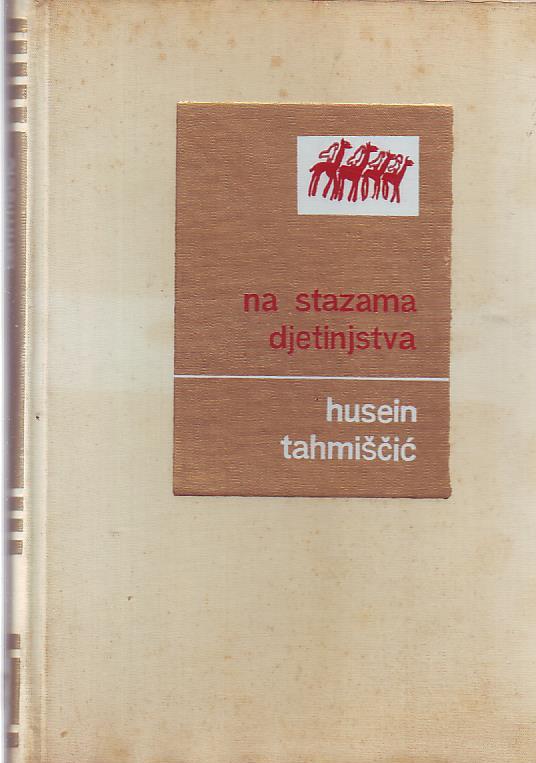 na stazama
djetinjstva
husein
tahmiščić